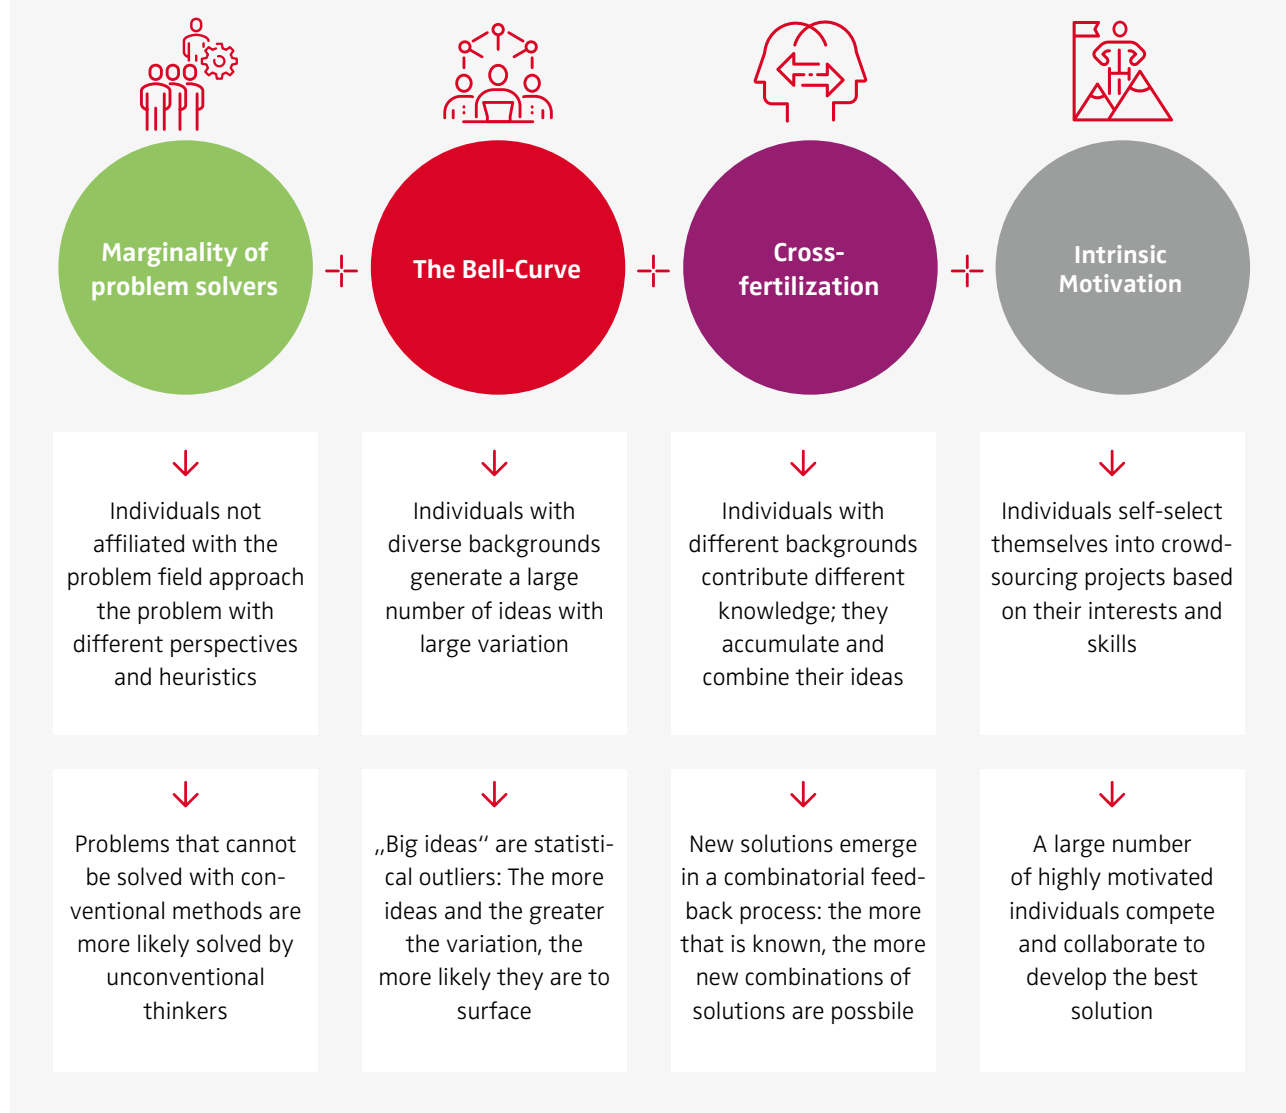 Marginality of
problem solvers
The Bell-Curve
Cross-
fertilization
Intrinsic
Motivation
Individuals not
affiliated with the
problem field approach
the problem with
different perspectives
and heuristics
Individuals with
diverse backgrounds
generate a large
number of ideas with
large variation
Individuals with
different backgrounds
contribute different
knowledge; they
accumulate and
combine their ideas
Individuals self-select
themselves into crowd-
sourcing projects based
on their interests and
skills
Problems that cannot
be solved with con-
ventional methods are
more likely solved by
unconventional
thinkers
„Big ideas“ are statisti-
cal outliers: The more
ideas and the greater
the variation, the
more likely they are to
surface
New solutions emerge
in a combinatorial feed-
back process: the more
that is known, the more
new combinations of
solutions are possbile
A large number
of highly motivated
individuals compete
and collaborate to
develop the best
solution